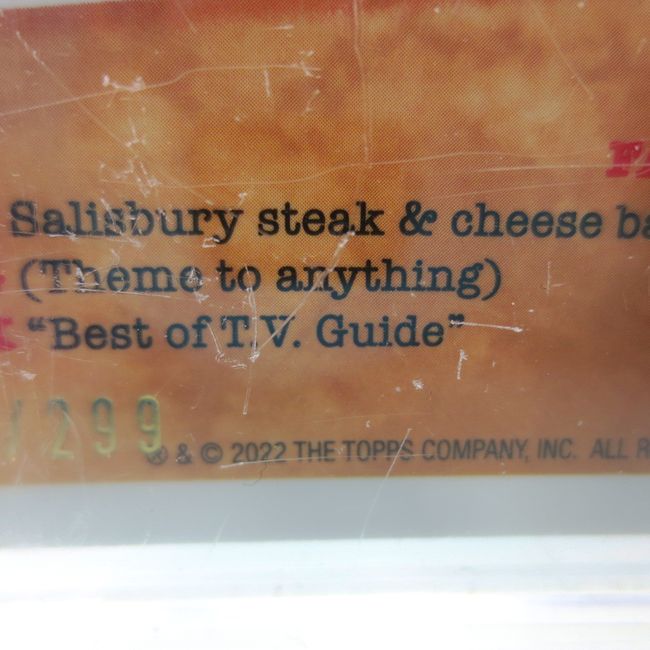 Salisbury steak & cheese
(Theme to anything)
"Best of T.V. Guide"
/299
® & © 2022 THE TOPPS COMPANY, INC. ALL